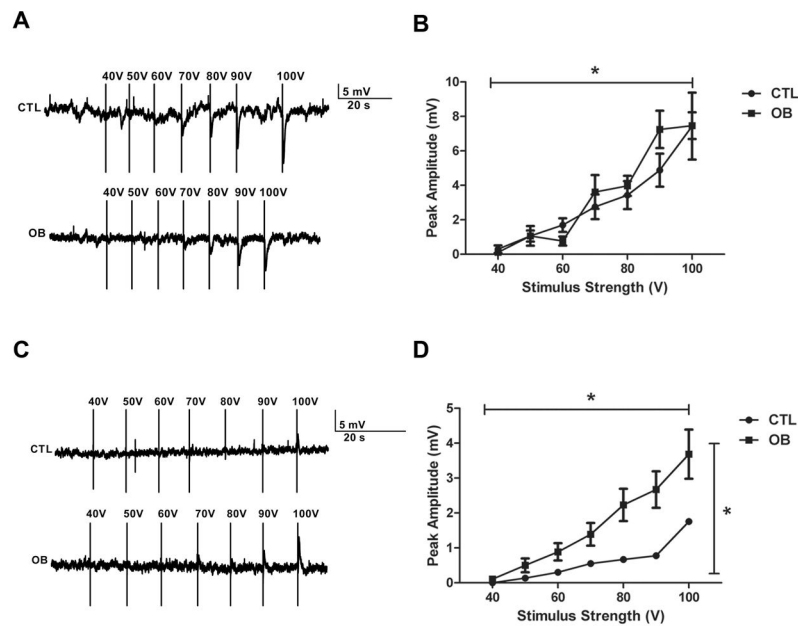 A
40V 50V 60V 70V 80V 90V 100V
5 mV
20 s
CTL
40V 50V 60V 70V 80V 90V 100V
OB
B
*
10
8
6
4
2
0
Peak Amplitude (mV)
40 60 80 100
Stimulus Strength (V)
CTL
OB
C
40V 50V 60V 70V 80V 90V 100V
5 mV
20 s
CTL
40V 50V 60V 70V 80V 90V 100V
OB
D
*
5
4
3
2
1
0
Peak Amplitude (mV)
40 60 80 100
Stimulus Strength (V)
CTL
OB
*